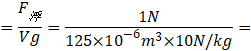 = F浮/Vg = 1N/125×10⁻⁶m³×10N/kg =